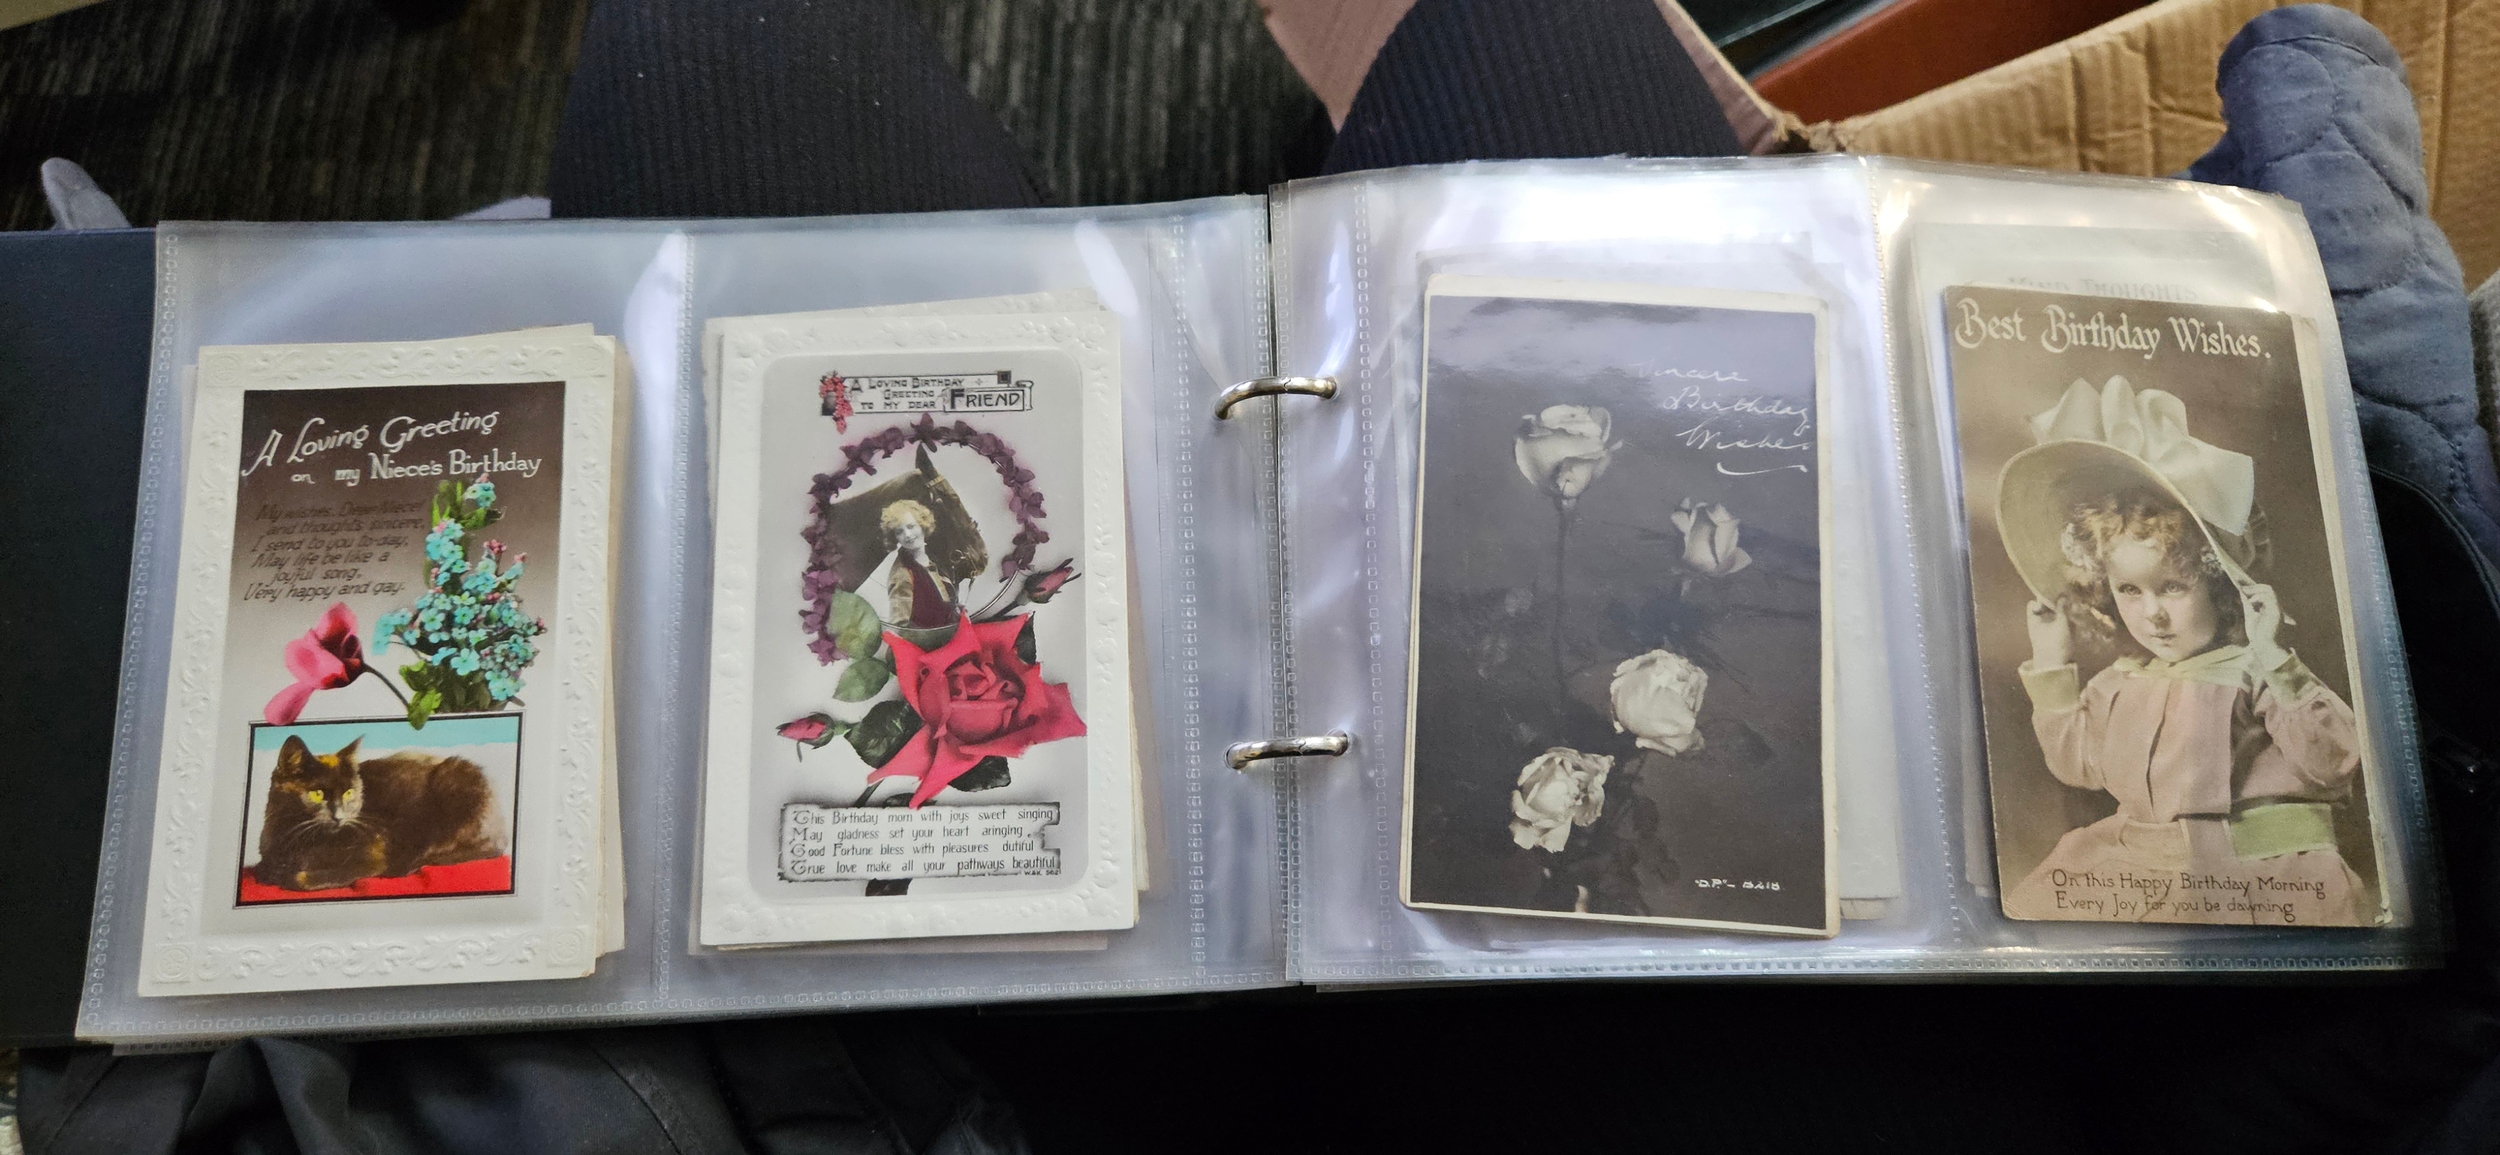 A Loving Greeting
on my Niece's Birthday
My wishes, Dear Niece
and thoughts sincere,
I send to you to-day,
May life be like a
joyful song,
Very happy and gay.
A LOVING BIRTHDAY
GREETING
TO MY DEAR FRIEND
This Birthday morn with joys sweet singing
May gladness set your heart aringing.
Good Fortune bless with pleasures dutiful
True love make all your pathways beautiful
Sincere
Birthday
Wishes
KIND THOUGHTS
Best Birthday Wishes.
On this Happy Birthday Morning
Every Joy for you be dawning